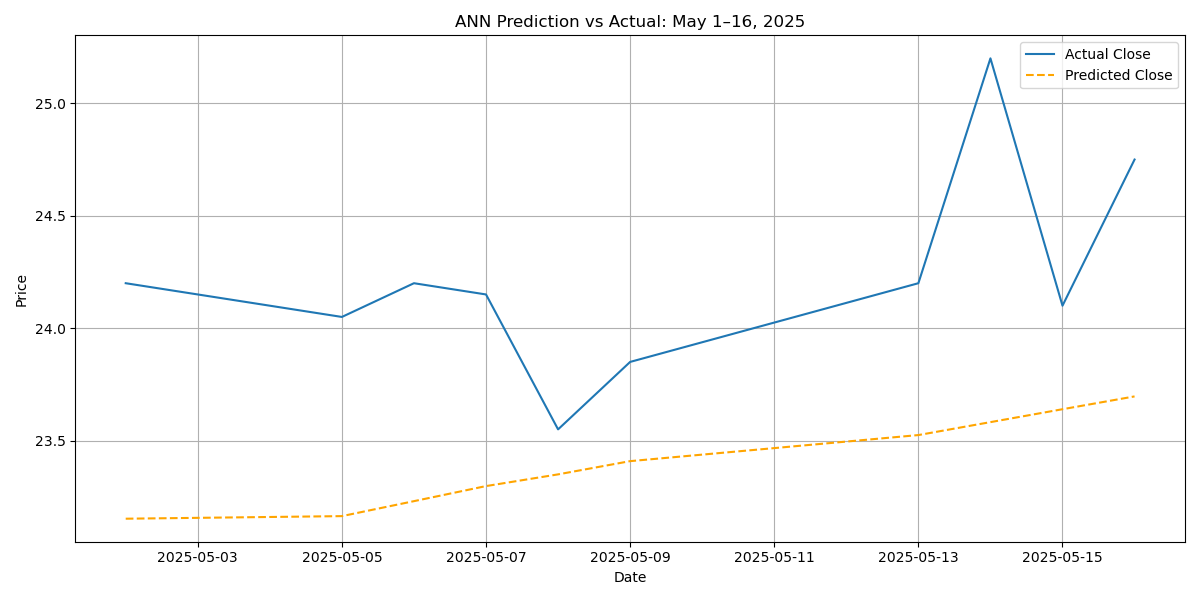 ANN Prediction vs Actual: May 1–16, 2025
Actual Close
Predicted Close
Price
25.0
24.5
24.0
23.5
2025-05-03
2025-05-05
2025-05-07
2025-05-09
2025-05-11
2025-05-13
2025-05-15
Date